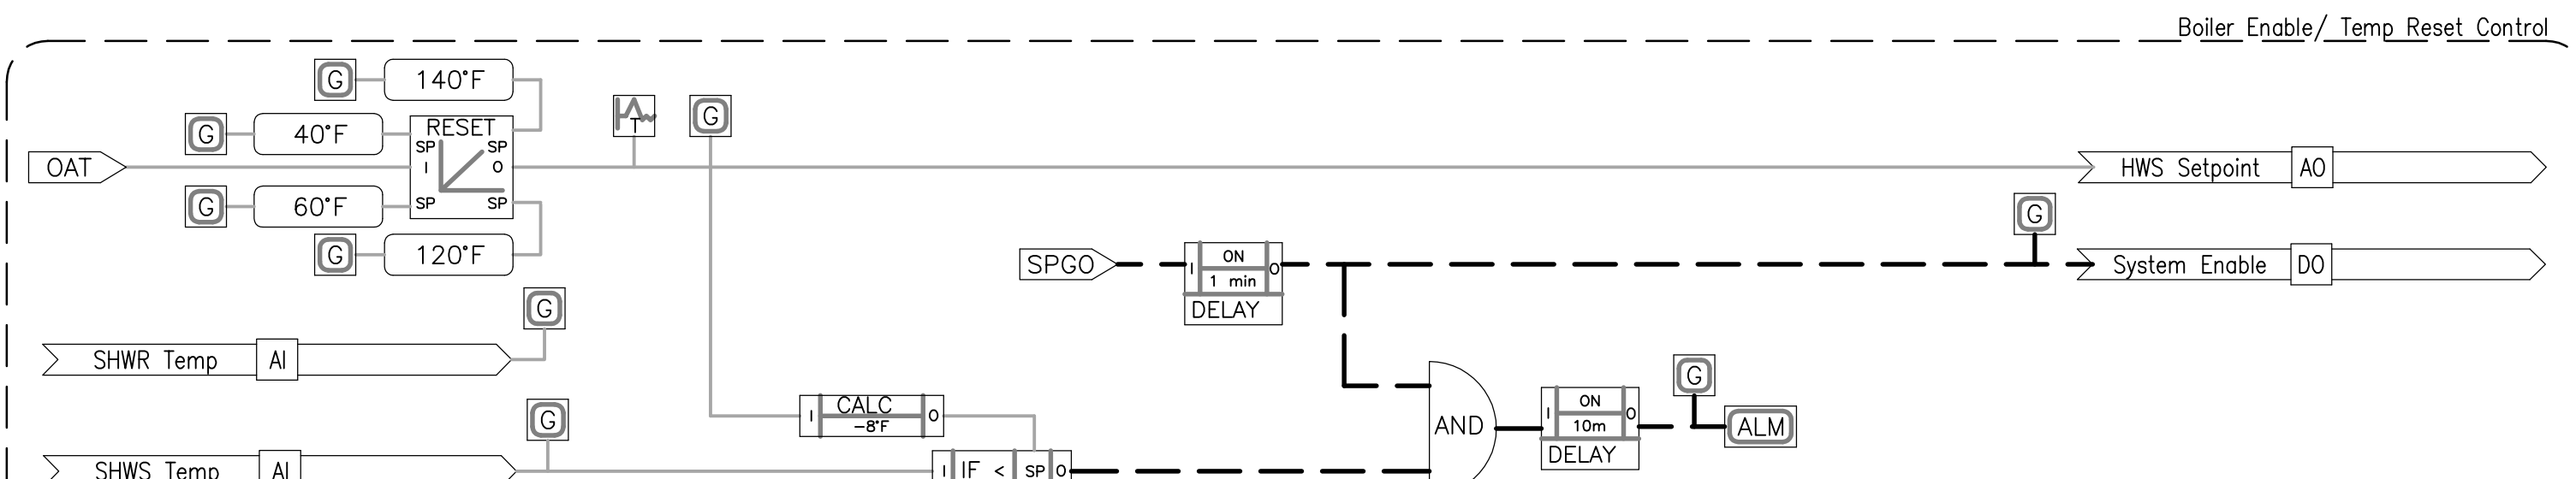 Boiler Enable/ Temp Reset Control
G 140°F
G 40°F
RESET
SP SP
OAT
I O
G 60°F
SP SP
G 120°F
T
G
HWS Setpoint AO
G
SPGO
I ON O
1 min
DELAY
System Enable DO
G
SHWR Temp AI
G
I CALC O
-8°F
G
AND
I ON O
10m
DELAY
ALM
SHWS Temp AI
I IF < SP O